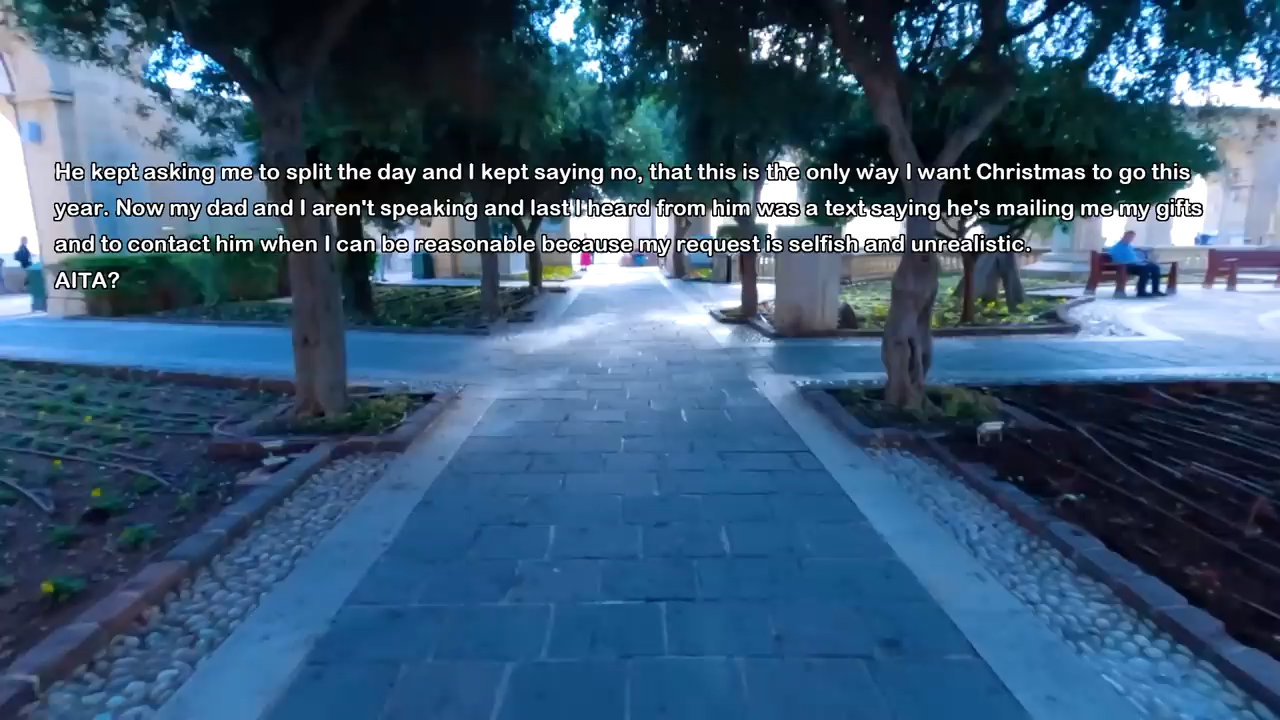 He kept asking me to split the day and I kept saying no, that this is the only way I want Christmas to go this
year. Now my dad and I aren't speaking and last I heard from him was a text saying he's mailing me my gifts
and to contact him when I can be reasonable because my request is selfish and unrealistic.
AITA?